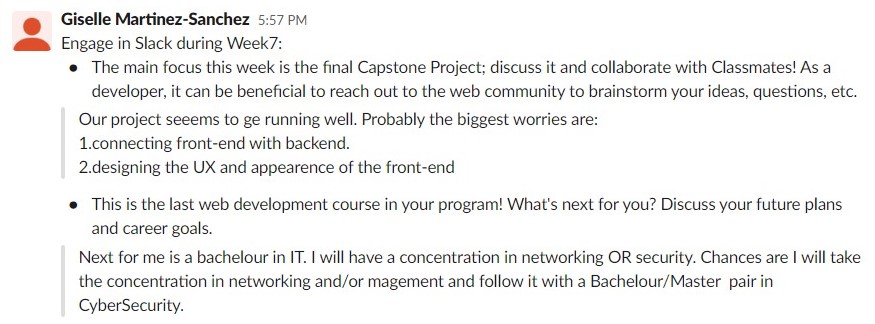 Giselle Martinez-Sanchez 5:57 PM
Engage in Slack during Week7:
• The main focus this week is the final Capstone Project; discuss it and collaborate with Classmates! As a
developer, it can be beneficial to reach out to the web community to brainstorm your ideas, questions, etc.
Our project seeems to ge running well. Probably the biggest worries are:
1.connecting front-end with backend.
2.designing the UX and appearence of the front-end
• This is the last web development course in your program! What's next for you? Discuss your future plans
and career goals.
Next for me is a bachelour in IT. I will have a concentration in networking OR security. Chances are I will take
the concentration in networking and/or magement and follow it with a Bachelour/Master pair in
CyberSecurity.